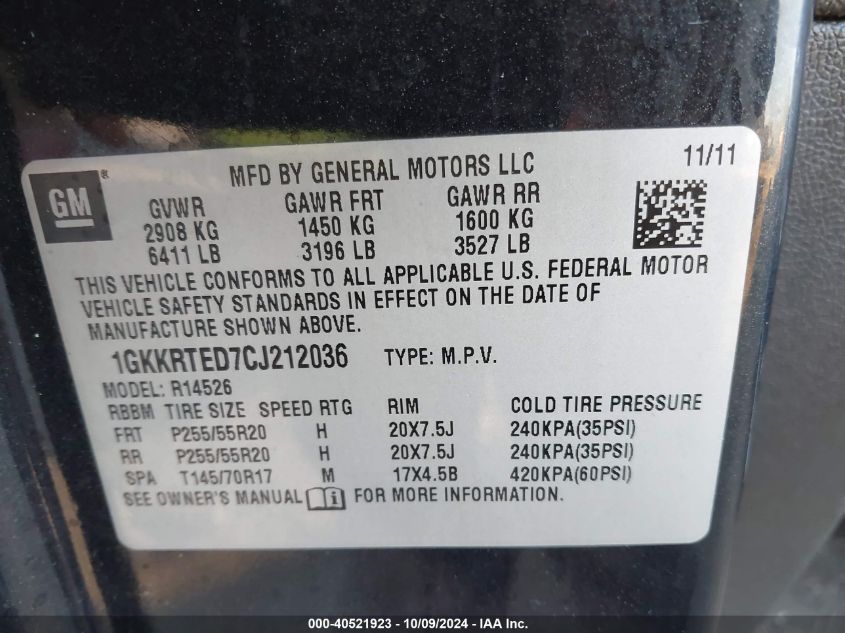 MFD BY GENERAL MOTORS LLC 11/11
GM ®
GVWR GAWR FRT GAWR RR
2908 KG 1450 KG 1600 KG
6411 LB 3196 LB 3527 LB
THIS VEHICLE CONFORMS TO ALL APPLICABLE U.S. FEDERAL MOTOR
VEHICLE SAFETY STANDARDS IN EFFECT ON THE DATE OF
MANUFACTURE SHOWN ABOVE.
1GKKRTED7CJ212036 TYPE: M.P.V.
MODEL: R14526
RBBM TIRE SIZE SPEED RTG RIM COLD TIRE PRESSURE
FRT P255/55R20 H 20X7.5J 240KPA(35PSI)
RR P255/55R20 H 20X7.5J 240KPA(35PSI)
SPA T145/70R17 M 17X4.5B 420KPA(60PSI)
SEE OWNER'S MANUAL i FOR MORE INFORMATION.
000-40521923 - 10/09/2024 - IAA Inc.